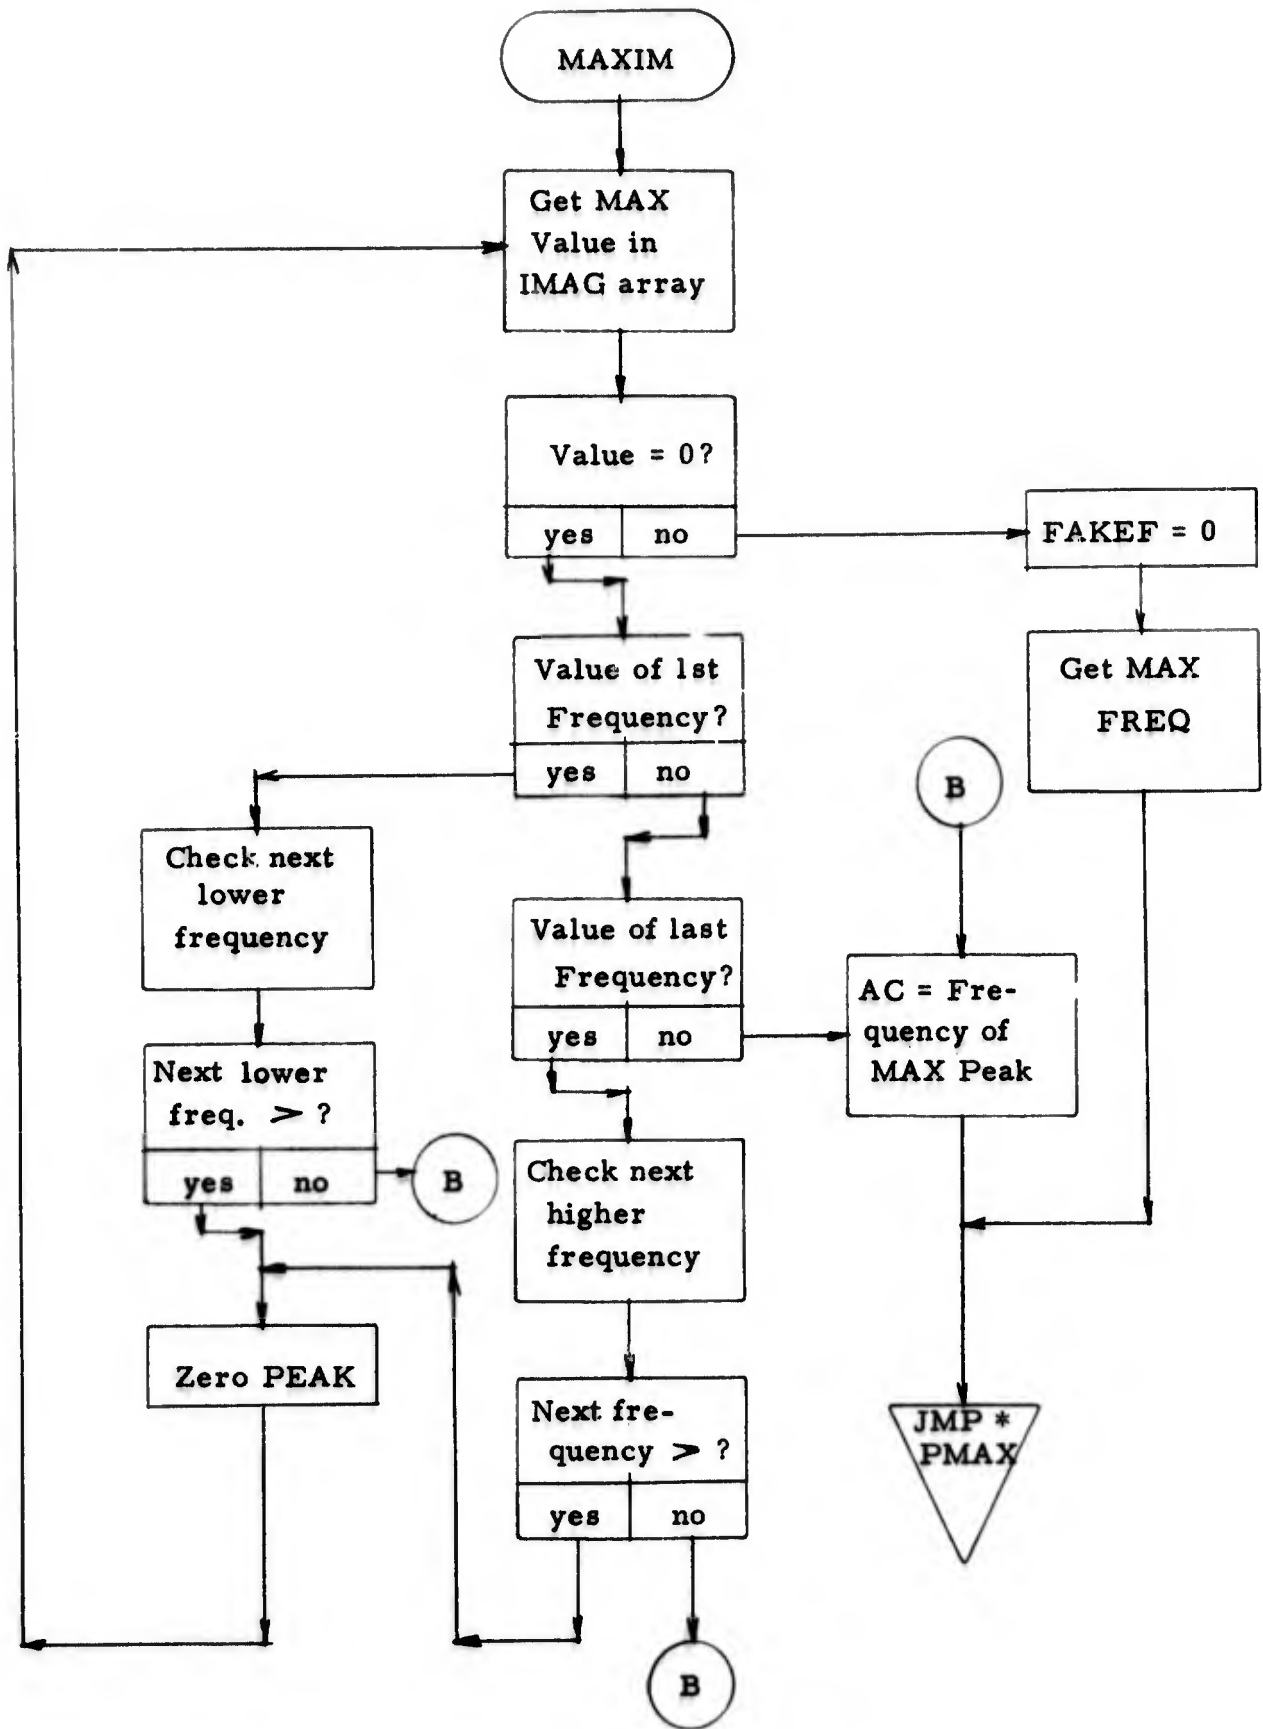 MAXIM
Get MAX
Value in
IMAG array
Value = 0?
yes
no
FAKEF = 0
Get MAX
FREQ
Value of 1st
Frequency?
yes
no
B
Check next
lower
frequency
Value of last
Frequency?
yes
no
AC = Fre-
quency of
MAX Peak
Next lower
freq. > ?
yes
no
B
Check next
higher
frequency
Zero PEAK
Next fre-
quency > ?
yes
no
JMP *
PMAX
B